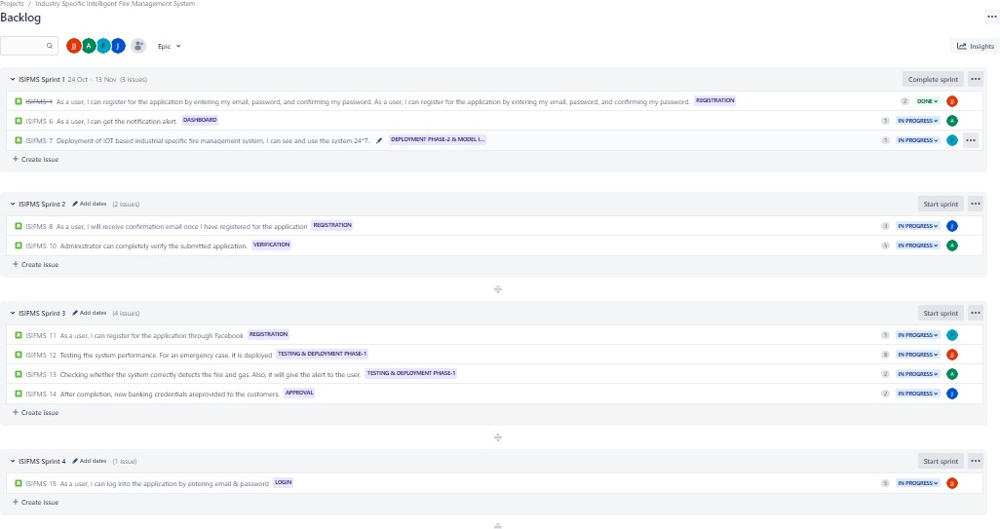 Projects / Industry Specific Intelligent Fire Management System
Backlog
JJ A F J Epic
Insights
ISIFMS Sprint 1 24 Oct – 13 Nov (3 issues) Complete sprint
ISIFMS-1 As a user, I can register for the application by entering my email, password, and confirming my password. As a user, I can register for the application by entering my email, password, and confirming my password. REGISTRATION 2 DONE JJ
ISIFMS-6 As a user, I can get the notification alert. DASHBOARD 1 IN PROGRESS A
ISIFMS-7 Deployment of IOT based industrial specific fire management system, I can see and use the system 24*7. DEPLOYMENT PHASE-2 & MODEL I... 1 IN PROGRESS F
+ Create issue
ISIFMS Sprint 2 Add dates (2 issues) Start sprint
ISIFMS-8 As a user, I will receive confirmation email once I have registered for the application REGISTRATION 3 IN PROGRESS J
ISIFMS-10 Administrator can completely verify the submitted application. VERIFICATION 5 IN PROGRESS A
+ Create issue
ISIFMS Sprint 3 Add dates (4 issues) Start sprint
ISIFMS-11 As a user, I can register for the application through Facebook REGISTRATION 1 IN PROGRESS F
ISIFMS-12 Testing the system performance. For an emergency case, it is deployed TESTING & DEPLOYMENT PHASE-1 8 IN PROGRESS JJ
ISIFMS-13 Checking whether the system correctly detects the fire and gas. Also, it will give the alert to the user TESTING & DEPLOYMENT PHASE-1 2 IN PROGRESS A
ISIFMS-14 After completion, new banking credentials areprovided to the customers. APPROVAL 2 IN PROGRESS J
+ Create issue
ISIFMS Sprint 4 Add dates (1 issue) Start sprint
ISIFMS-15 As a user, I can log into the application by entering email & password LOGIN 5 IN PROGRESS JJ
+ Create issue